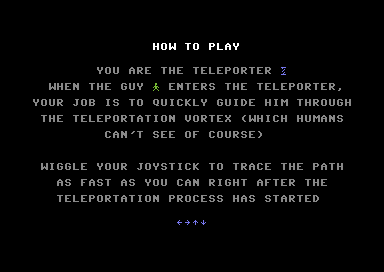 HOW TO PLAY
YOU ARE THE TELEPORTER
WHEN THE GUY ENTERS THE TELEPORTER,
YOUR JOB IS TO QUICKLY GUIDE HIM THROUGH
THE TELEPORTATION VORTEX (WHICH HUMANS
CAN'T SEE OF COURSE)
WIGGLE YOUR JOYSTICK TO TRACE THE PATH
AS FAST AS YOU CAN RIGHT AFTER THE
TELEPORTATION PROCESS HAS STARTED
←→↑↓